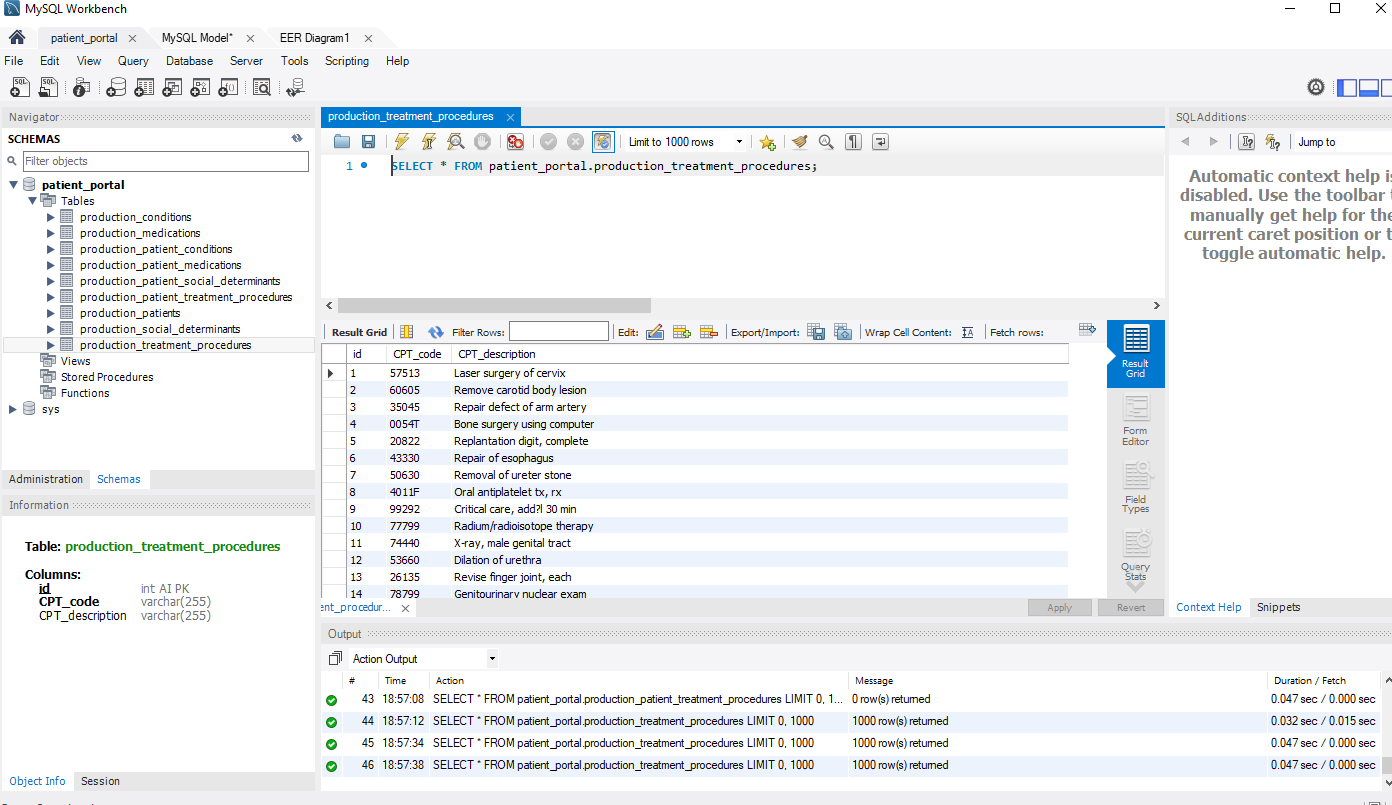 MySQL Workbench
patient_portal
MySQL Model*
EER Diagram1
File Edit View Query Database Server Tools Scripting Help
Navigator
SCHEMAS
Filter objects
patient_portal
Tables
production_conditions
production_medications
production_patient_conditions
production_patient_medications
production_patient_social_determinants
production_patient_treatment_procedures
production_patients
production_social_determinants
production_treatment_procedures
Views
Stored Procedures
Functions
sys
Administration Schemas
Information
Table: production_treatment_procedures
Columns:
id int AI PK
CPT_code varchar(255)
CPT_description varchar(255)
Object Info Session
production_treatment_procedures
Limit to 1000 rows
1 SELECT * FROM patient_portal.production_treatment_procedures;
Result Grid Filter Rows: Edit: Export/Import: Wrap Cell Content: Fetch rows:
id CPT_code CPT_description
1 57513 Laser surgery of cervix
2 60605 Remove carotid body lesion
3 35045 Repair defect of arm artery
4 0054T Bone surgery using computer
5 20822 Replantation digit, complete
6 43330 Repair of esophagus
7 50630 Removal of ureter stone
8 4011F Oral antiplatelet tx, rx
9 99292 Critical care, add?l 30 min
10 77799 Radium/radioisotope therapy
11 74440 X-ray, male genital tract
12 53660 Dilation of urethra
13 26135 Revise finger joint, each
14 78799 Genitourinary nuclear exam
Result
Grid
Form
Editor
Field
Types
Query
Stats
ent_procedur...
Apply Revert
SQLAdditions
Jump to
Automatic context help is
disabled. Use the toolbar t
manually get help for the
current caret position or t
toggle automatic help.
Context Help Snippets
Output
Action Output
# Time Action Message Duration / Fetch
43 18:57:08 SELECT * FROM patient_portal.production_patient_treatment_procedures LIMIT 0, 1... 0 row(s) returned 0.047 sec / 0.000 sec
44 18:57:12 SELECT * FROM patient_portal.production_treatment_procedures LIMIT 0, 1000 1000 row(s) returned 0.032 sec / 0.015 sec
45 18:57:34 SELECT * FROM patient_portal.production_treatment_procedures LIMIT 0, 1000 1000 row(s) returned 0.047 sec / 0.000 sec
46 18:57:38 SELECT * FROM patient_portal.production_treatment_procedures LIMIT 0, 1000 1000 row(s) returned 0.047 sec / 0.000 sec